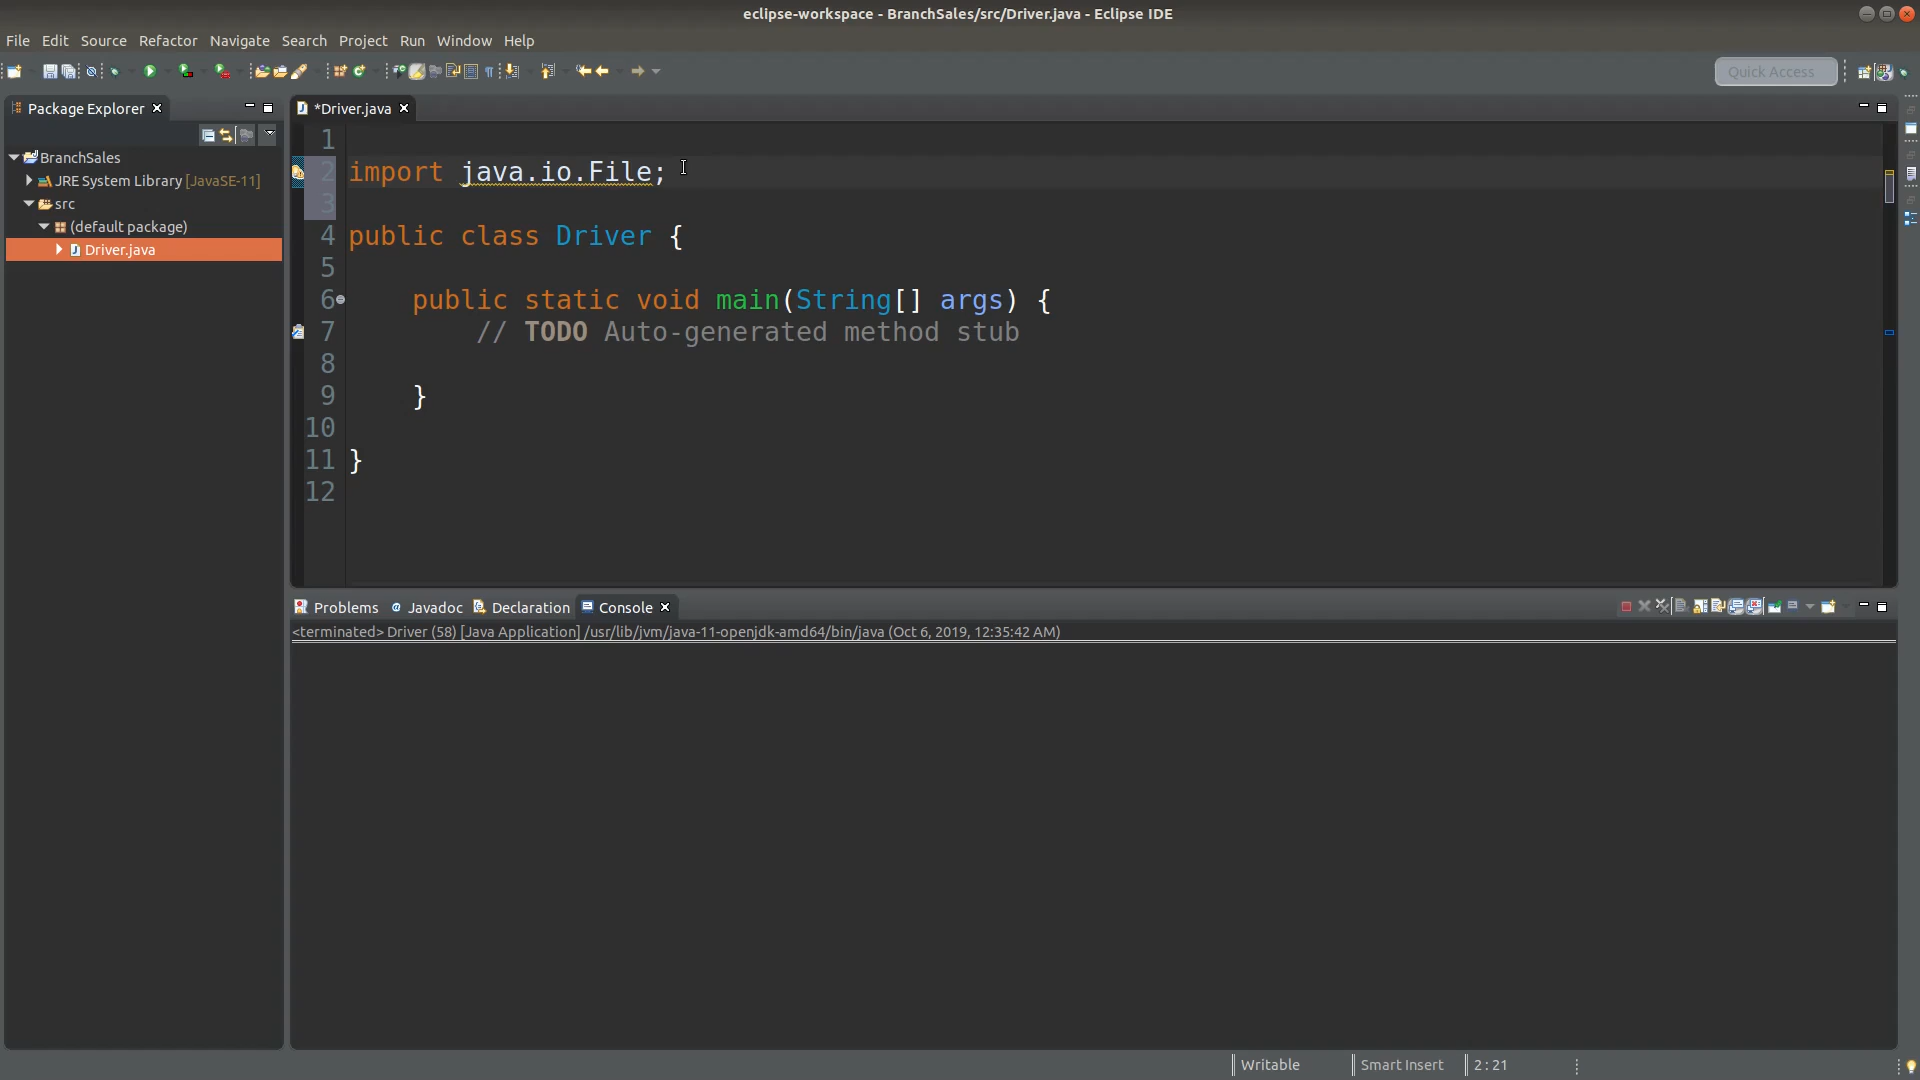 eclipse-workspace - BranchSales/src/Driver.java - Eclipse IDE
File Edit Source Refactor Navigate Search Project Run Window Help
Quick Access
Package Explorer
*Driver.java
BranchSales
JRE System Library [JavaSE-11]
src
(default package)
Driver.java
1
2 import java.io.File;
3
4 public class Driver {
5
6 public static void main(String[] args) {
7 // TODO Auto-generated method stub
8
9 }
10
11 }
12
Problems Javadoc Declaration Console
<terminated> Driver (58) [Java Application] /usr/lib/jvm/java-11-openjdk-amd64/bin/java (Oct 6, 2019, 12:35:42 AM)
Writable Smart Insert 2 : 21